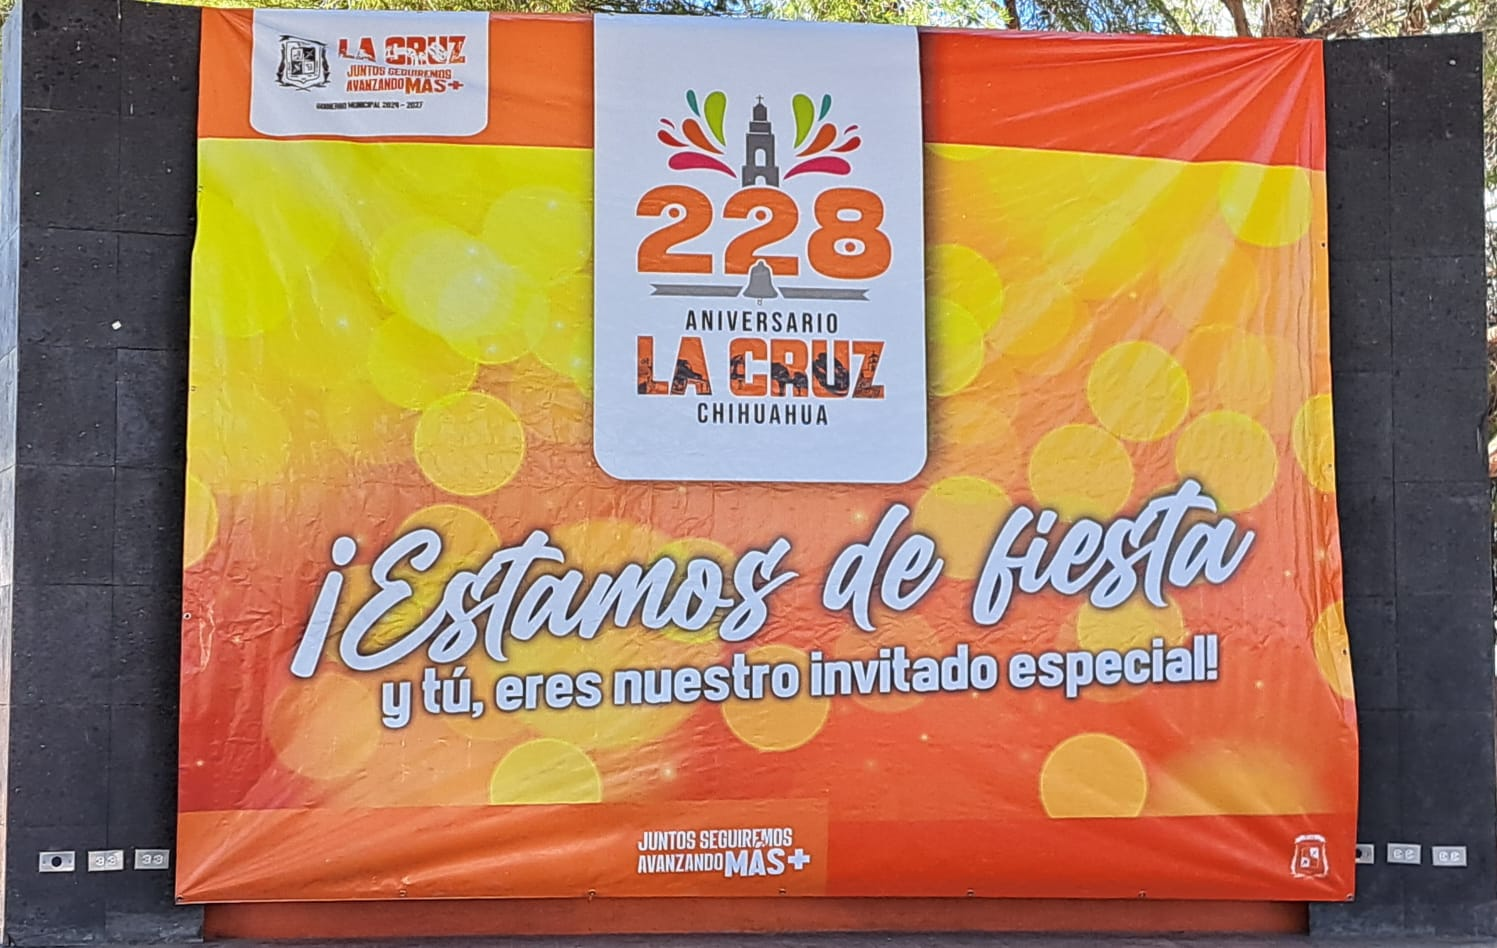 LA CRUZ
JUNTOS SEGUIREMOS
AVANZANDO MÁS+
GOBIERNO MUNICIPAL 2024 - 2027
228
ANIVERSARIO
LA CRUZ
CHIHUAHUA
¡Estamos de fiesta
y tú, eres nuestro invitado especial!
JUNTOS SEGUIREMOS
AVANZANDO MÁS+